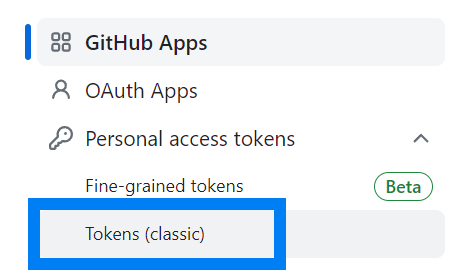 GitHub Apps
OAuth Apps
Personal access tokens
Fine-grained tokens Beta
Tokens (classic)